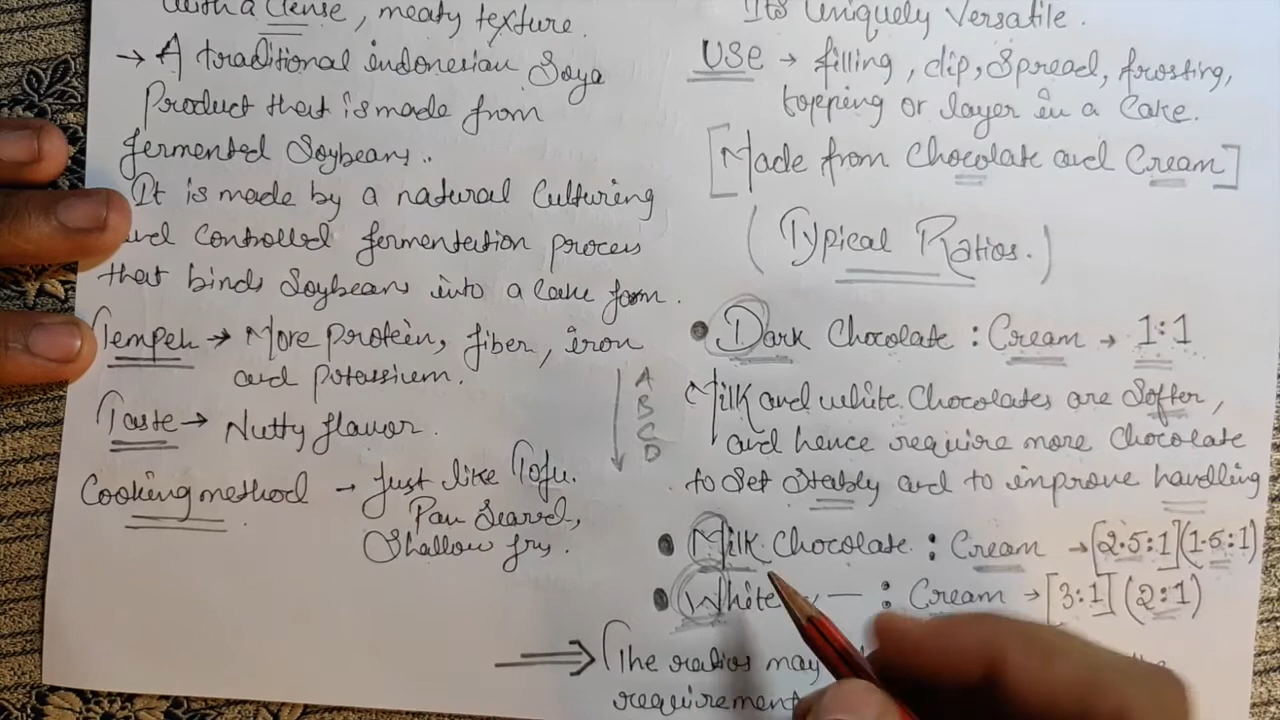 with a dense, meaty texture.
→ A traditional indonesian Soya
Product that is made from
fermented Soybeans..
It is made by a natural Culturing
and Controlled fermentation process
that binds Soybeans into a Cake form.
Tempeh → More protein, fiber, iron
and potassium.
Taste → Nutty flavor.
Cooking method → Just like Tofu.
Pan Seared,
Shallow fry.
A
B
C
D
Its Uniquely Versatile.
USE → filling, dip, Spread, frosting,
topping or layer in a Cake.
[Made from Chocolate and Cream]
(Typical Ratios.)
• Dark Chocolate : Cream → 1:1
Milk and white Chocolates are Softer,
and hence require more Chocolate
to Set Stably and to improve handling
• Milk Chocolate : Cream → [2.5:1] (1.5:1)
• White — : Cream → [3:1] (2:1)
⇒ The ratios may
requirement